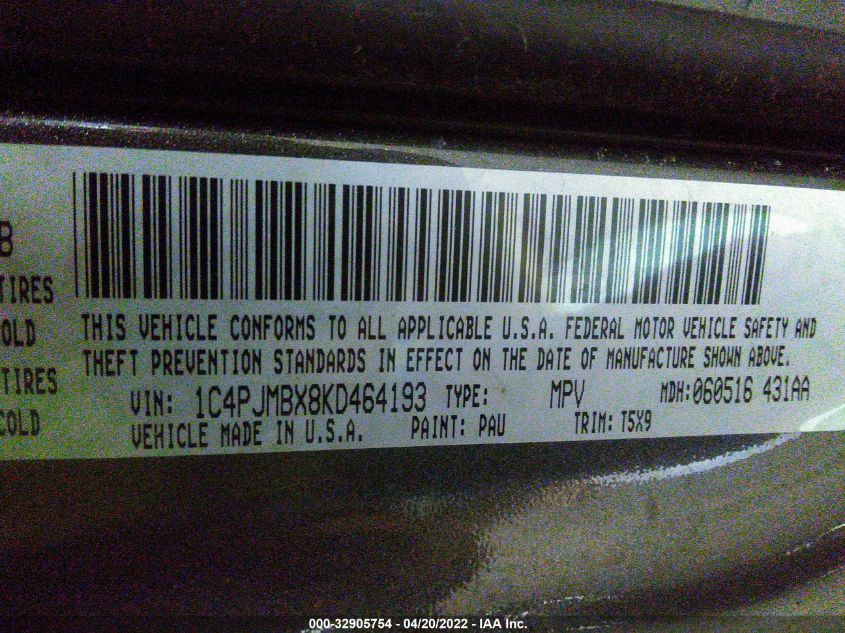 B
TIRES
COLD
TIRES
COLD
THIS VEHICLE CONFORMS TO ALL APPLICABLE U.S.A. FEDERAL MOTOR VEHICLE SAFETY AND
THEFT PREVENTION STANDARDS IN EFFECT ON THE DATE OF MANUFACTURE SHOWN ABOVE.
VIN: 1C4PJMBX8KD464193 TYPE: MPV MDH:060516 431AA
VEHICLE MADE IN U.S.A. PAINT: PAU TRIM: T5X9
000-32905754 - 04/20/2022 - IAA Inc.